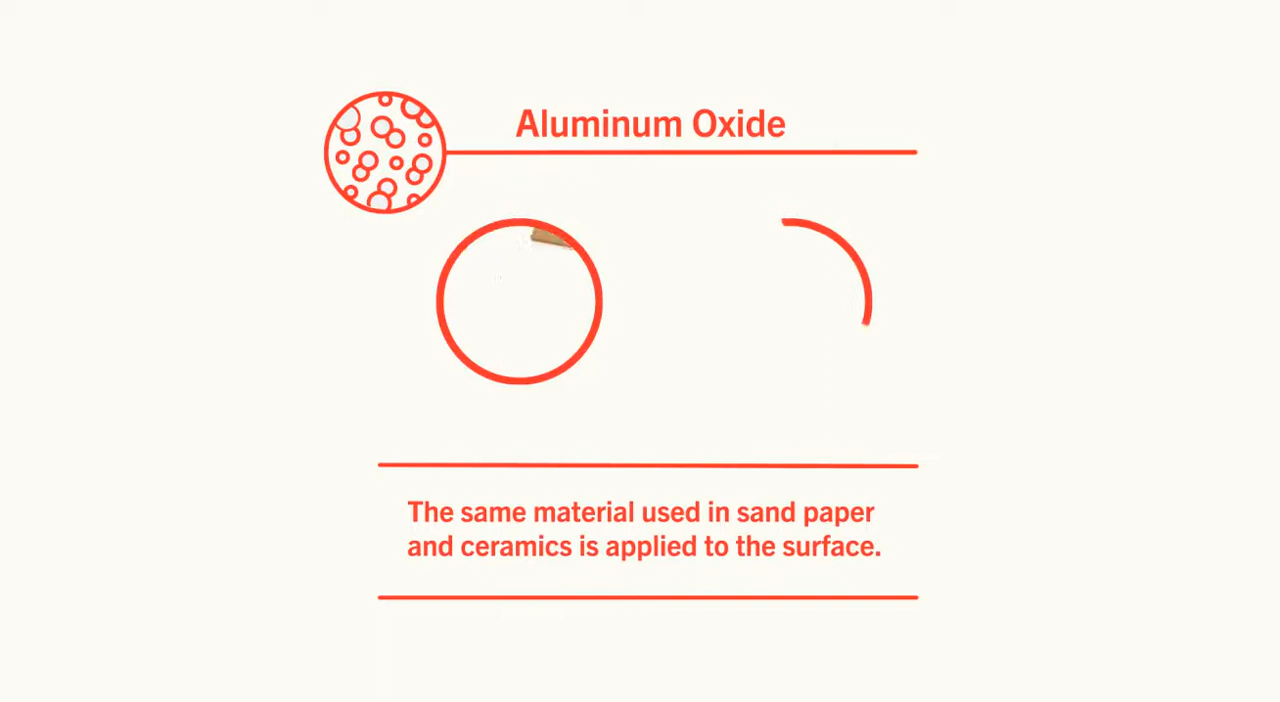 Aluminum Oxide
The same material used in sand paper
and ceramics is applied to the surface.